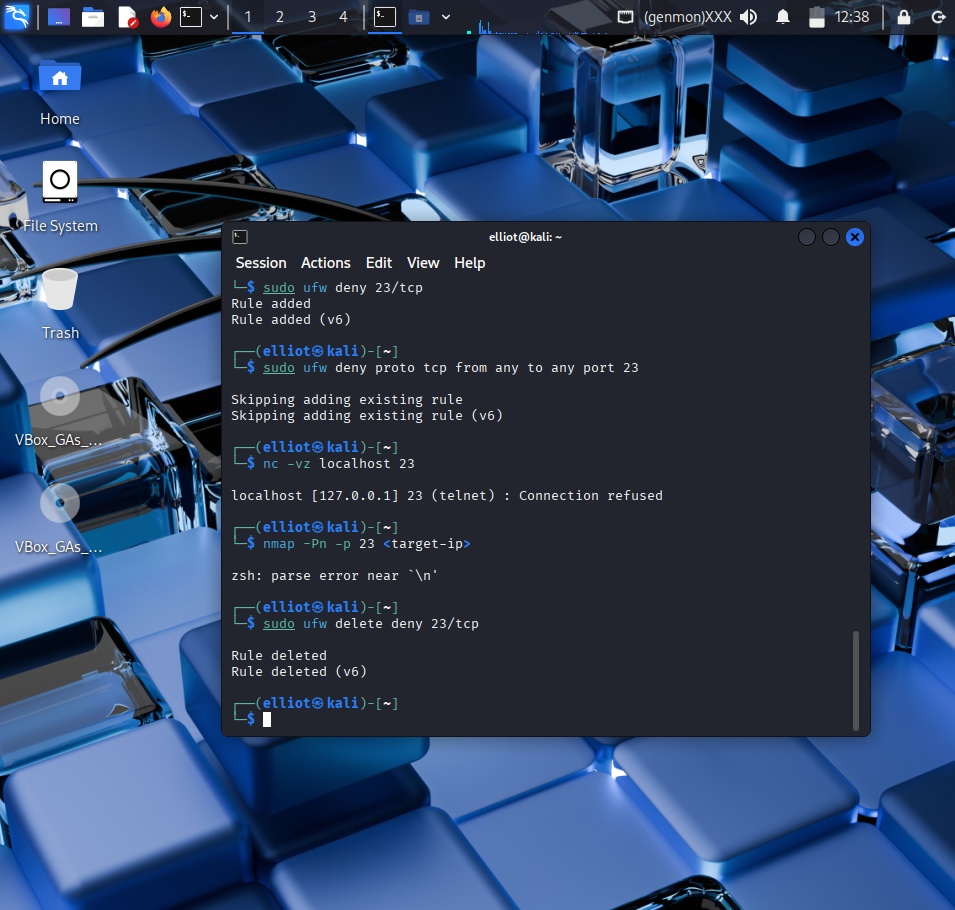 1 2 3 4 (genmon)XXX 12:38
Home
File System
Trash
VBox_GAs_...
VBox_GAs_...
elliot@kali: ~
Session Actions Edit View Help
└─$ sudo ufw deny 23/tcp
Rule added
Rule added (v6)
┌──(elliot㉿kali)-[~]
└─$ sudo ufw deny proto tcp from any to any port 23
Skipping adding existing rule
Skipping adding existing rule (v6)
┌──(elliot㉿kali)-[~]
└─$ nc -vz localhost 23
localhost [127.0.0.1] 23 (telnet) : Connection refused
┌──(elliot㉿kali)-[~]
└─$ nmap -Pn -p 23 <target-ip>
zsh: parse error near `\n'
┌──(elliot㉿kali)-[~]
└─$ sudo ufw delete deny 23/tcp
Rule deleted
Rule deleted (v6)
┌──(elliot㉿kali)-[~]
└─$